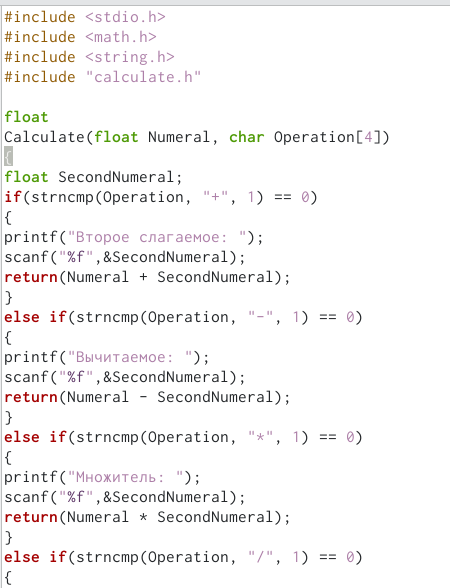 #include <stdio.h>
#include <math.h>
#include <string.h>
#include "calculate.h"
float
Calculate(float Numeral, char Operation[4])
{
float SecondNumeral;
if(strncmp(Operation, "+", 1) == 0)
{
printf("Второе слагаемое: ");
scanf("%f",&SecondNumeral);
return(Numeral + SecondNumeral);
}
else if(strncmp(Operation, "-", 1) == 0)
{
printf("Вычитаемое: ");
scanf("%f",&SecondNumeral);
return(Numeral - SecondNumeral);
}
else if(strncmp(Operation, "*", 1) == 0)
{
printf("Множитель: ");
scanf("%f",&SecondNumeral);
return(Numeral * SecondNumeral);
}
else if(strncmp(Operation, "/", 1) == 0)
{